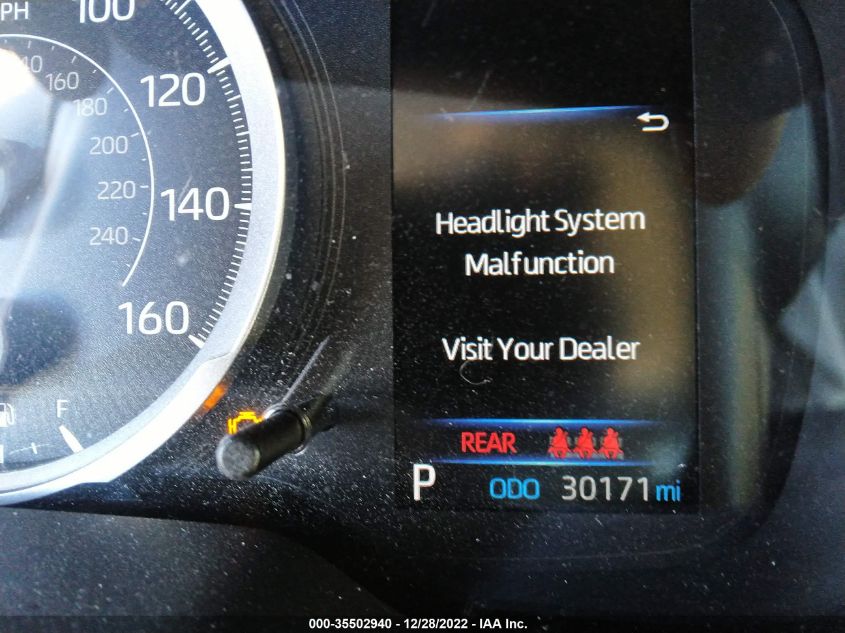 PH
100
120
140
160
140
160
180
200
220
240
F
Headlight System
Malfunction
Visit Your Dealer
REAR
P ODO 30171 mi
000-35502940 - 12/28/2022 - IAA Inc.